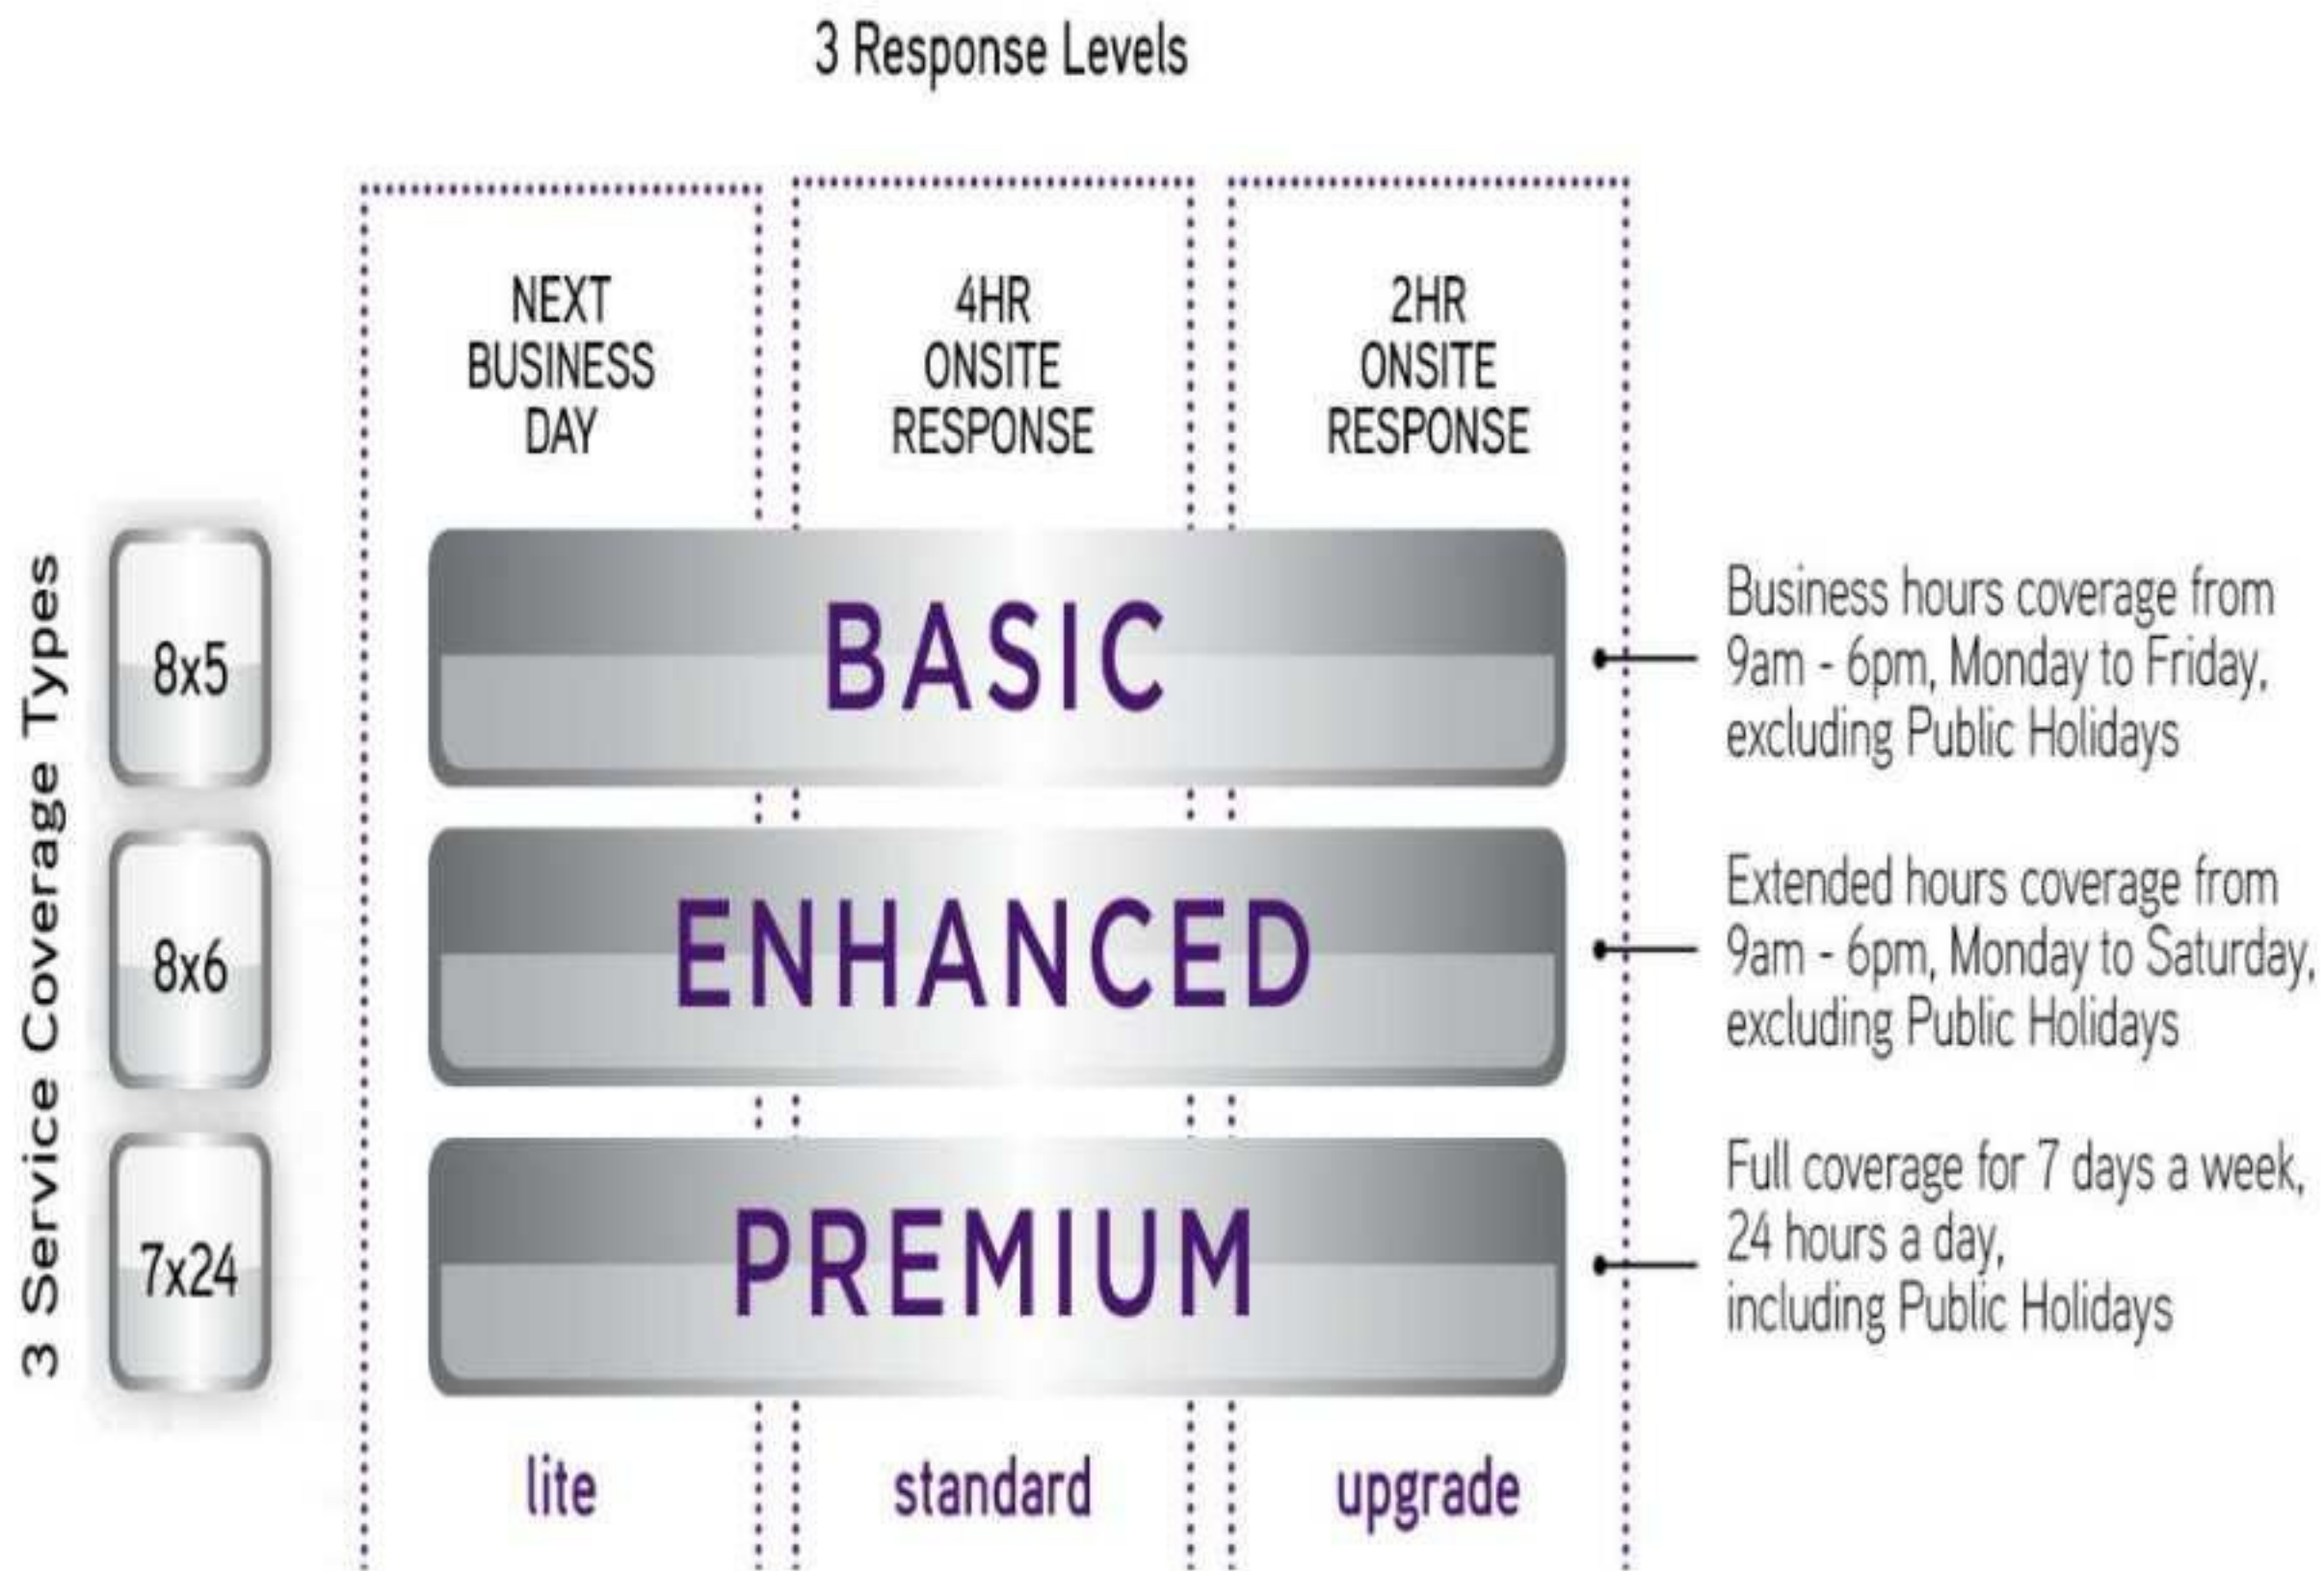 3 Response Levels
NEXT
BUSINESS
DAY
4HR
ONSITE
RESPONSE
2HR
ONSITE
RESPONSE
3 Service Coverage Types
8x5
BASIC
Business hours coverage from
9am - 6pm, Monday to Friday,
excluding Public Holidays
8x6
ENHANCED
Extended hours coverage from
9am - 6pm, Monday to Saturday,
excluding Public Holidays
7x24
PREMIUM
Full coverage for 7 days a week,
24 hours a day,
including Public Holidays
lite
standard
upgrade